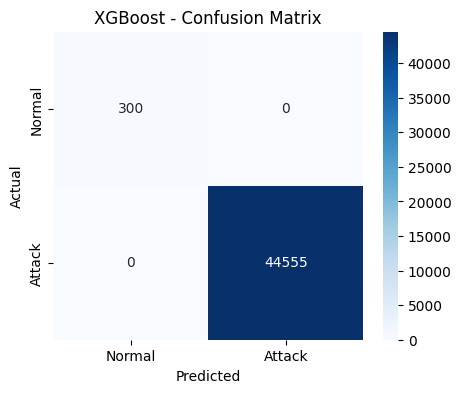 XGBoost - Confusion Matrix
Actual
Normal
300
0
Attack
0
44555
Normal
Attack
Predicted
40000
35000
30000
25000
20000
15000
10000
5000
0